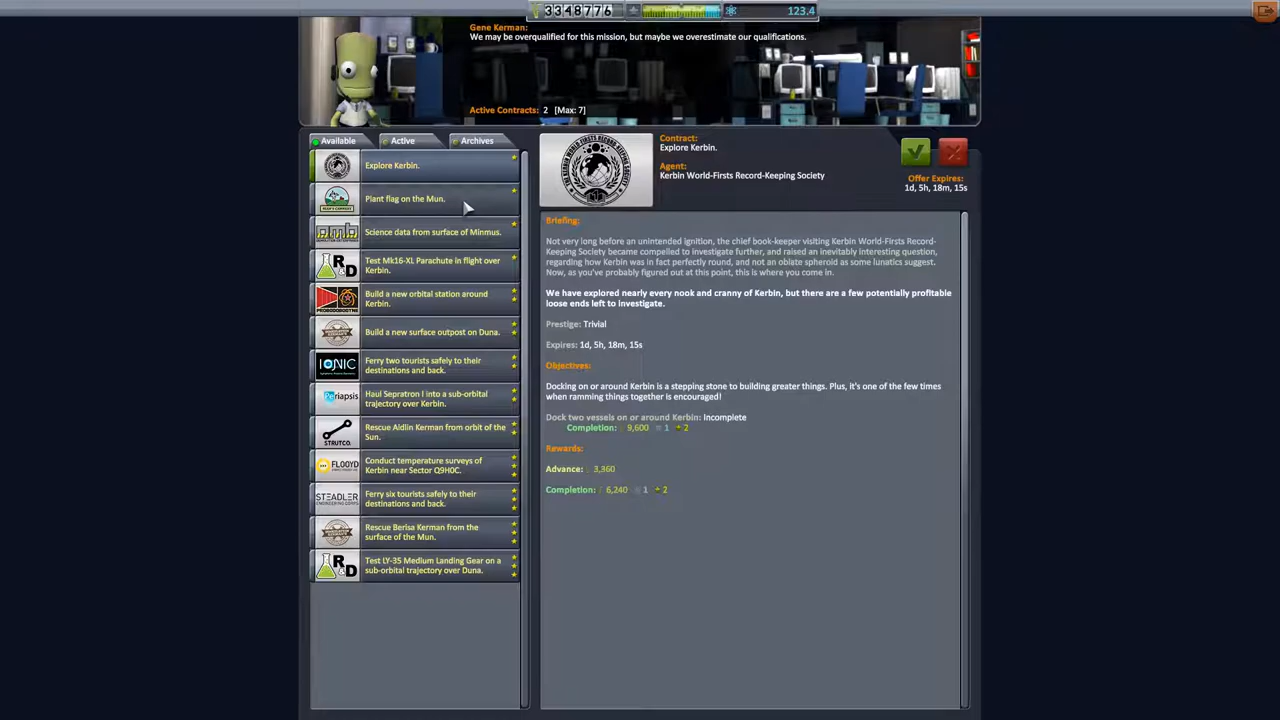 3348776
123.4
Gene Kerman:
We may be overqualified for this mission, but maybe we overestimate our qualifications.
Active Contracts: 2 [Max: 7]
Available
Active
Archives
Explore Kerbin.
Plant flag on the Mun.
Science data from surface of Minmus.
R&D
Test Mk16-XL Parachute in flight over
Kerbin.
PROBODOBODYNE
Build a new orbital station around
Kerbin.
Build a new surface outpost on Duna.
IONIC
Ferry two tourists safely to their
destinations and back.
Periapsis
Haul Sepratron I into a sub-orbital
trajectory over Kerbin.
STRUTCO
Rescue Aldlin Kerman from orbit of the
Sun.
FLOOYD
Conduct temperature surveys of
Kerbin near Sector Q9H0C.
STEADLER
ENGINEERING CORPS
Ferry six tourists safely to their
destinations and back.
Rescue Berisa Kerman from the
surface of the Mun.
R&D
Test LY-35 Medium Landing Gear on a
sub-orbital trajectory over Duna.
KERBIN WORLD-FIRSTS RECORD-KEEPING SOCIETY
Contract:
Explore Kerbin.
Agent:
Kerbin World-Firsts Record-Keeping Society
Offer Expires:
1d, 5h, 18m, 15s
Briefing:
Not very long before an unintended ignition, the chief book-keeper visiting Kerbin World-Firsts Record-
Keeping Society became compelled to investigate further, and raised an inevitably interesting question,
regarding how Kerbin was in fact perfectly round, and not an oblate spheroid as some lunatics suggest.
Now, as you've probably figured out at this point, this is where you come in.
We have explored nearly every nook and cranny of Kerbin, but there are a few potentially profitable
loose ends left to investigate.
Prestige: Trivial
Expires: 1d, 5h, 18m, 15s
Objectives:
Docking on or around Kerbin is a stepping stone to building greater things. Plus, it's one of the few times
when ramming things together is encouraged!
Dock two vessels on or around Kerbin: Incomplete
Completion: 9,600 1 2
Rewards:
Advance: 3,360
Completion: 6,240 1 2